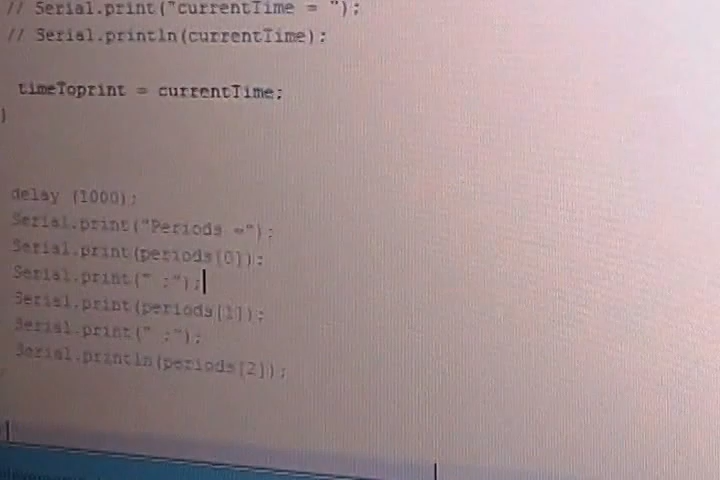 // Serial.print("currentTime = ");
// Serial.println(currentTime);
timeToprint = currentTime;
}
delay (1000);
Serial.print("Periods =");
Serial.print(periods[0]);
Serial.print(" ;");
Serial.print(periods[1]);
Serial.print(" ;");
Serial.println(periods[2]);